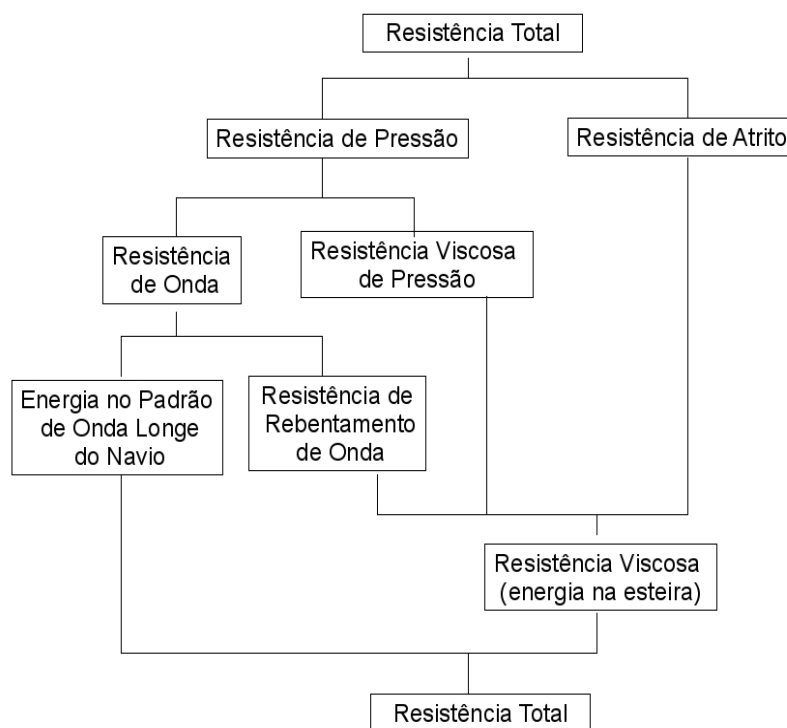 Resistência Total
Resistência de Pressão
Resistência de Atrito
Resistência
de Onda
Resistência Viscosa
de Pressão
Energia no Padrão
de Onda Longe
do Navio
Resistência de
Rebentamento
de Onda
Resistência Viscosa
(energia na esteira)
Resistência Total